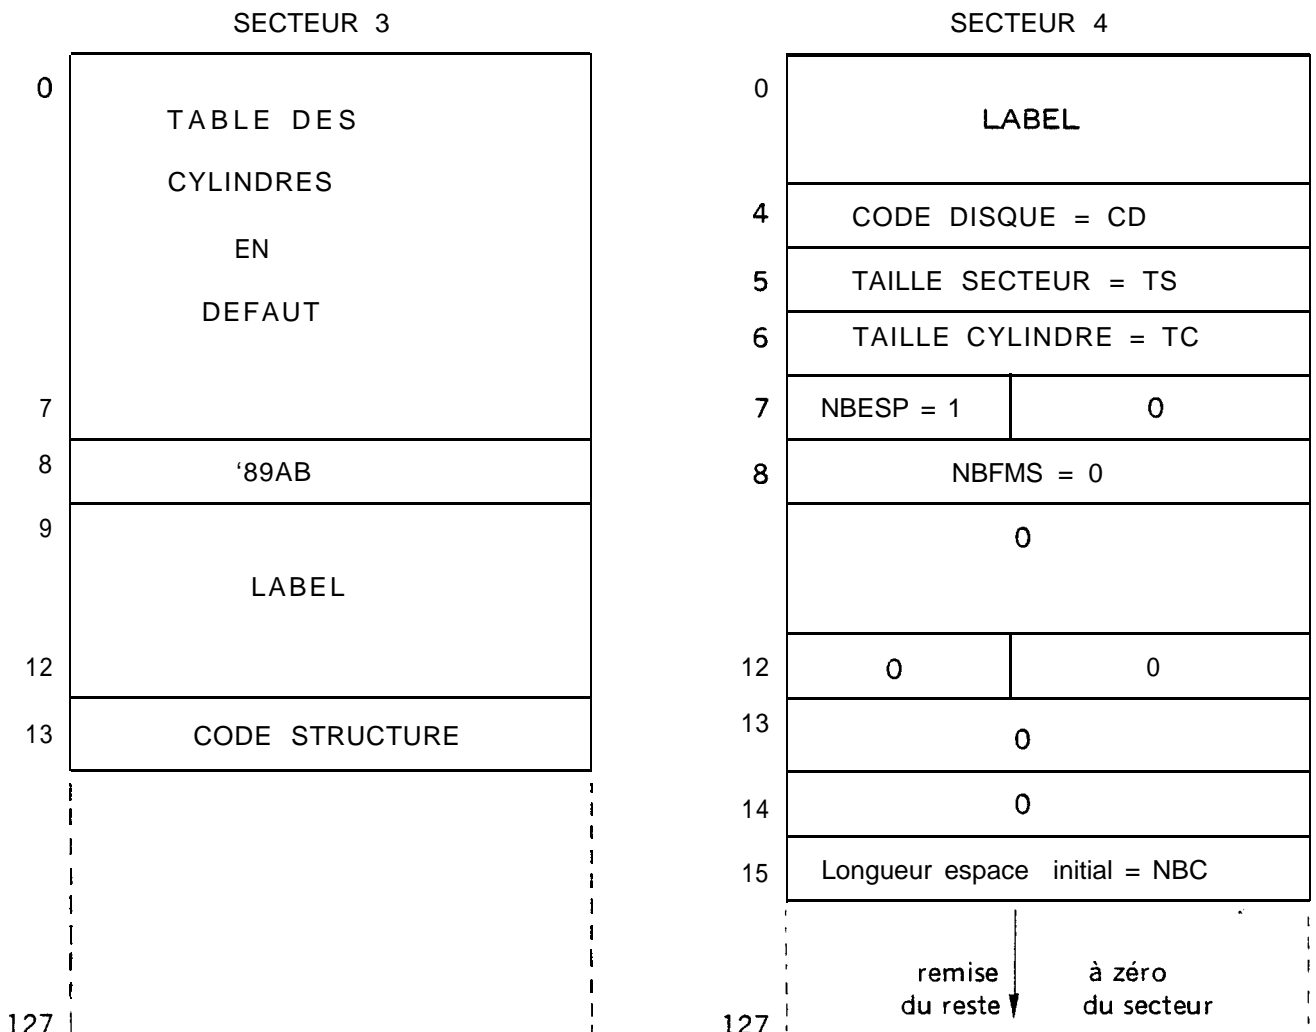 SECTEUR 3
0
TABLE DES
CYLINDRES
EN
DEFAUT
7
8 '89AB
9
LABEL
12
13 CODE STRUCTURE
127
SECTEUR 4
0
LABEL
4 CODE DISQUE = CD
5 TAILLE SECTEUR = TS
6 TAILLE CYLINDRE = TC
7 NBESP = 1 0
8 NBFMS = 0
0
12 0 0
13 0
14 0
15 Longueur espace initial = NBC
remise à zéro
du reste du secteur
127